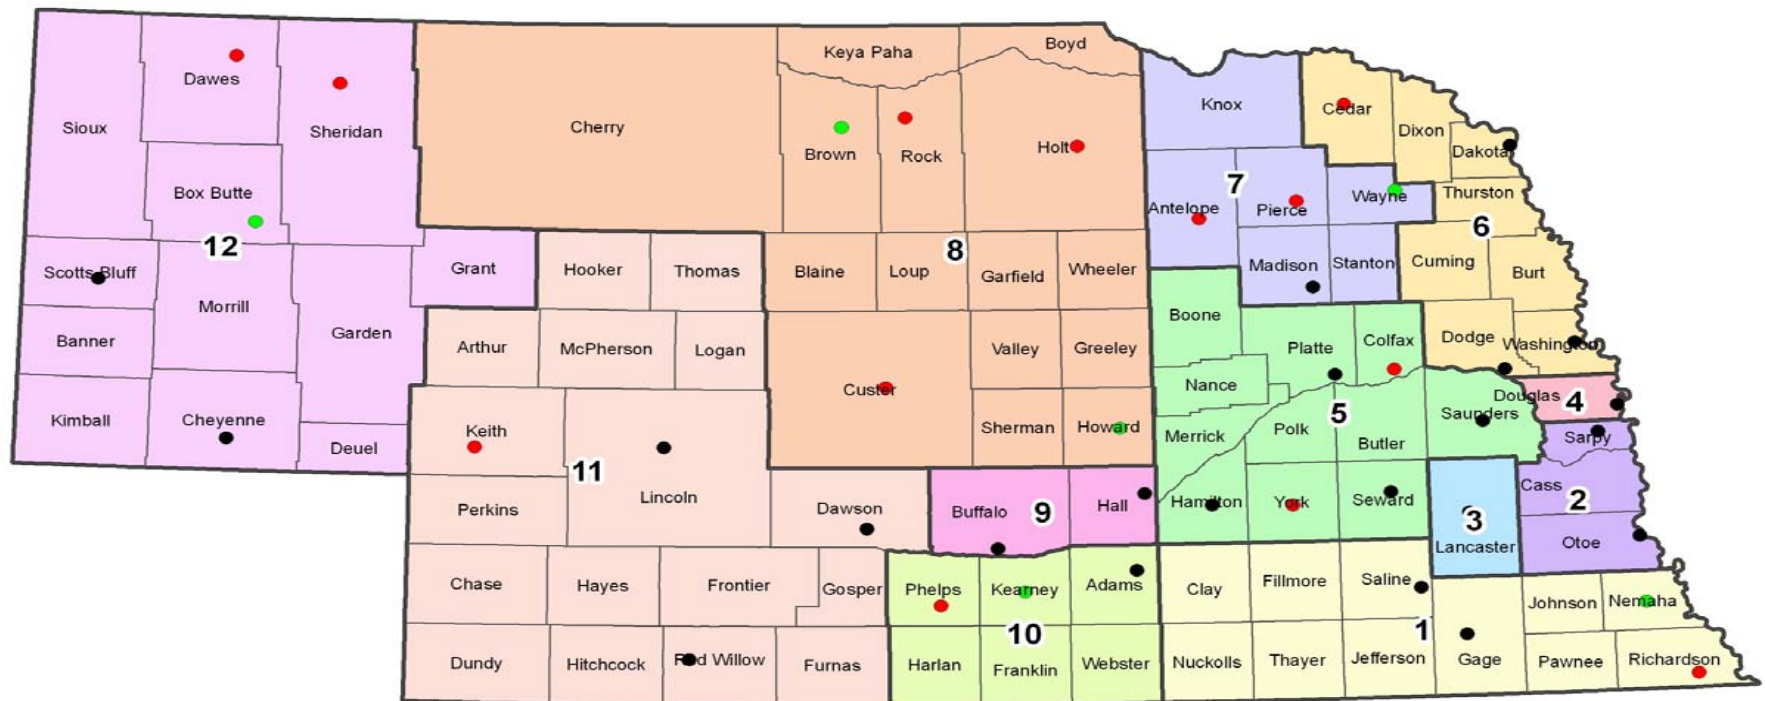 Dawes
Sioux
Sheridan
Box Butte
12
Scotts Bluff
Morrill
Banner
Garden
Kimball
Cheyenne
Deuel
Grant
Cherry
Keya Paha
Boyd
Brown
Rock
Holt
8
Blaine
Loup
Garfield
Wheeler
Custer
Valley
Greeley
Sherman
Howard
Hooker
Thomas
Arthur
McPherson
Logan
Keith
11
Lincoln
Perkins
Dawson
Chase
Hayes
Frontier
Gosper
Dundy
Hitchcock
Red Willow
Furnas
Buffalo
9
Hall
Phelps
Kearney
Adams
10
Harlan
Franklin
Webster
Knox
7
Antelope
Pierce
Wayne
Madison
Stanton
Cedar
Dixon
Dakota
Thurston
6
Cuming
Burt
Dodge
Washington
Boone
Platte
Colfax
Nance
5
Merrick
Polk
Butler
Saunders
Hamilton
York
Seward
Douglas
4
Sarpy
Cass
2
Otoe
3
Lancaster
Clay
Fillmore
Saline
1
Johnson
Nemaha
Nuckolls
Thayer
Jefferson
Gage
Pawnee
Richardson